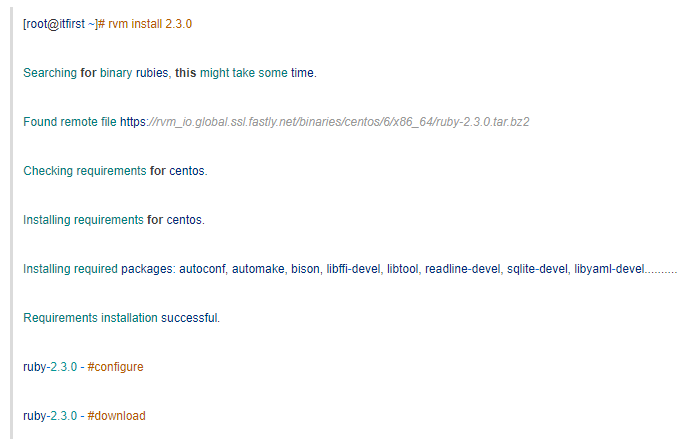 [root@itfirst ~]# rvm install 2.3.0
Searching for binary rubies, this might take some time.
Found remote file https://rvm_io.global.ssl.fastly.net/binaries/centos/6/x86_64/ruby-2.3.0.tar.bz2
Checking requirements for centos.
Installing requirements for centos.
Installing required packages: autoconf, automake, bison, libffi-devel, libtool, readline-devel, sqlite-devel, libyaml-devel..........
Requirements installation successful.
ruby-2.3.0 - #configure
ruby-2.3.0 - #download